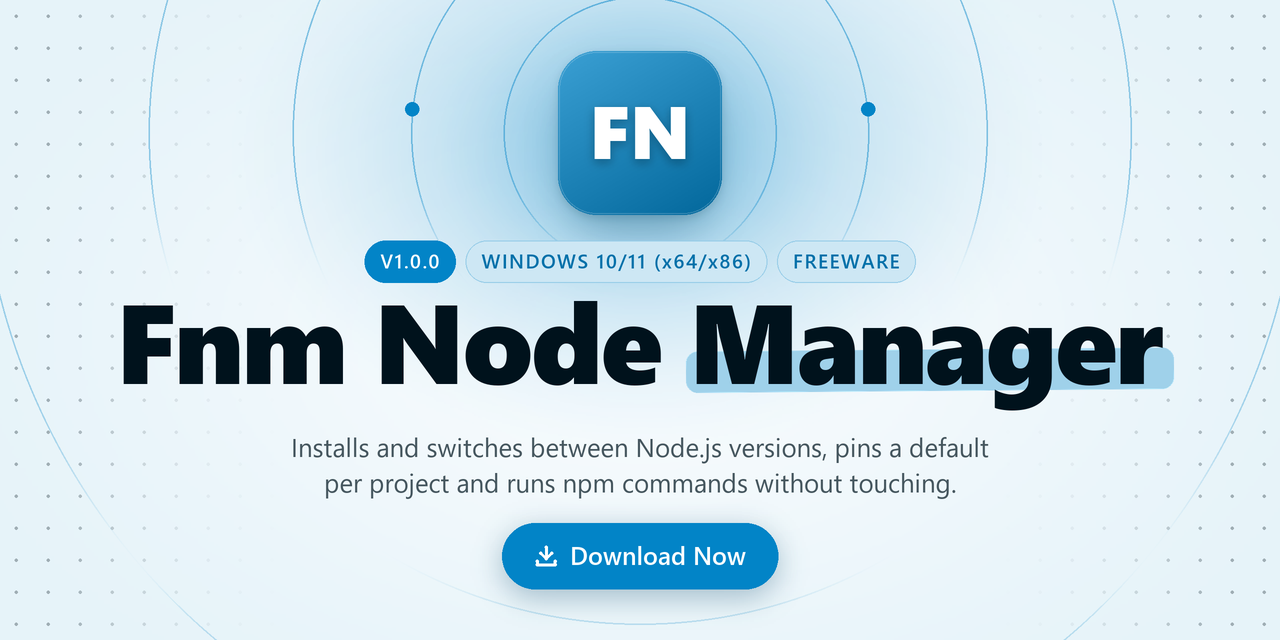 FN
V1.0.0
WINDOWS 10/11 (x64/x86)
FREEWARE
Fnm Node Manager
Installs and switches between Node.js versions, pins a default
per project and runs npm commands without touching.
Download Now